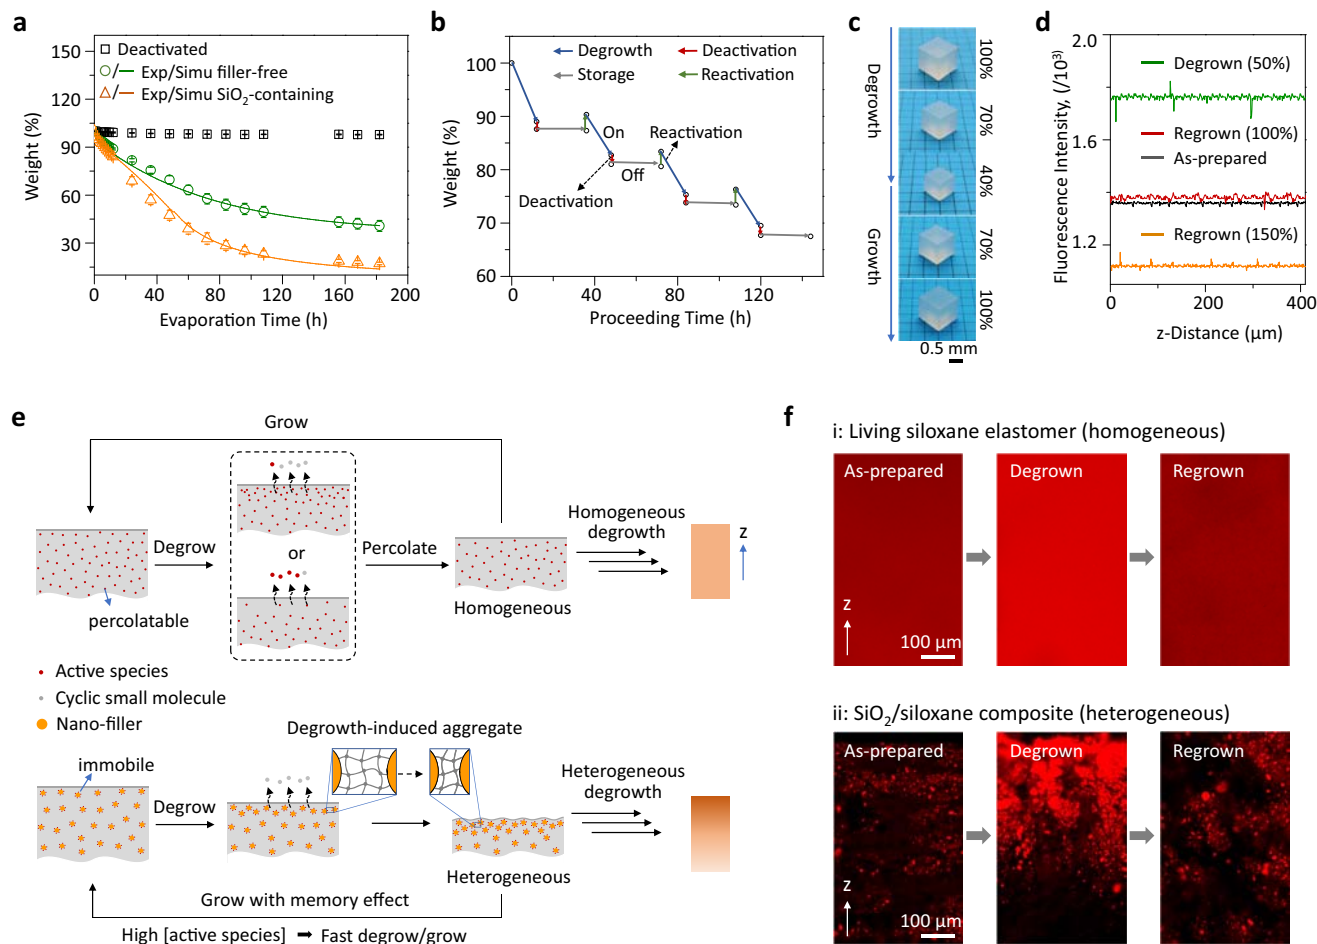 a
150
120
90
60
30
Weight (%)
Deactivated
Exp/Simu filler-free
Exp/Simu SiO2-containing
0
40
80
120
160
200
Evaporation Time (h)
b
100
90
80
70
60
Weight (%)
Degrowth
Deactivation
Storage
Reactivation
On
Reactivation
Off
Deactivation
0
40
80
120
Proceeding Time (h)
c
Degrowth
Growth
100%
70%
40%
70%
100%
0.5 mm
d
2.0
1.6
1.2
Fluorescence Intensity, (/10³)
Degrown (50%)
Regrown (100%)
As-prepared
Regrown (150%)
0
200
400
z-Distance (μm)
e
Grow
Degrow
or
Percolate
Homogeneous
degrowth
z
percolatable
Homogeneous
Active species
Cyclic small molecule
Nano-filler
Degrowth-induced aggregate
immobile
Degrow
Heterogeneous
degrowth
Heterogeneous
Grow with memory effect
High [active species] ➡ Fast degrow/grow
f
i: Living siloxane elastomer (homogeneous)
As-prepared
Degrown
Regrown
z
100 μm
ii: SiO2/siloxane composite (heterogeneous)
As-prepared
Degrown
Regrown
z
100 μm